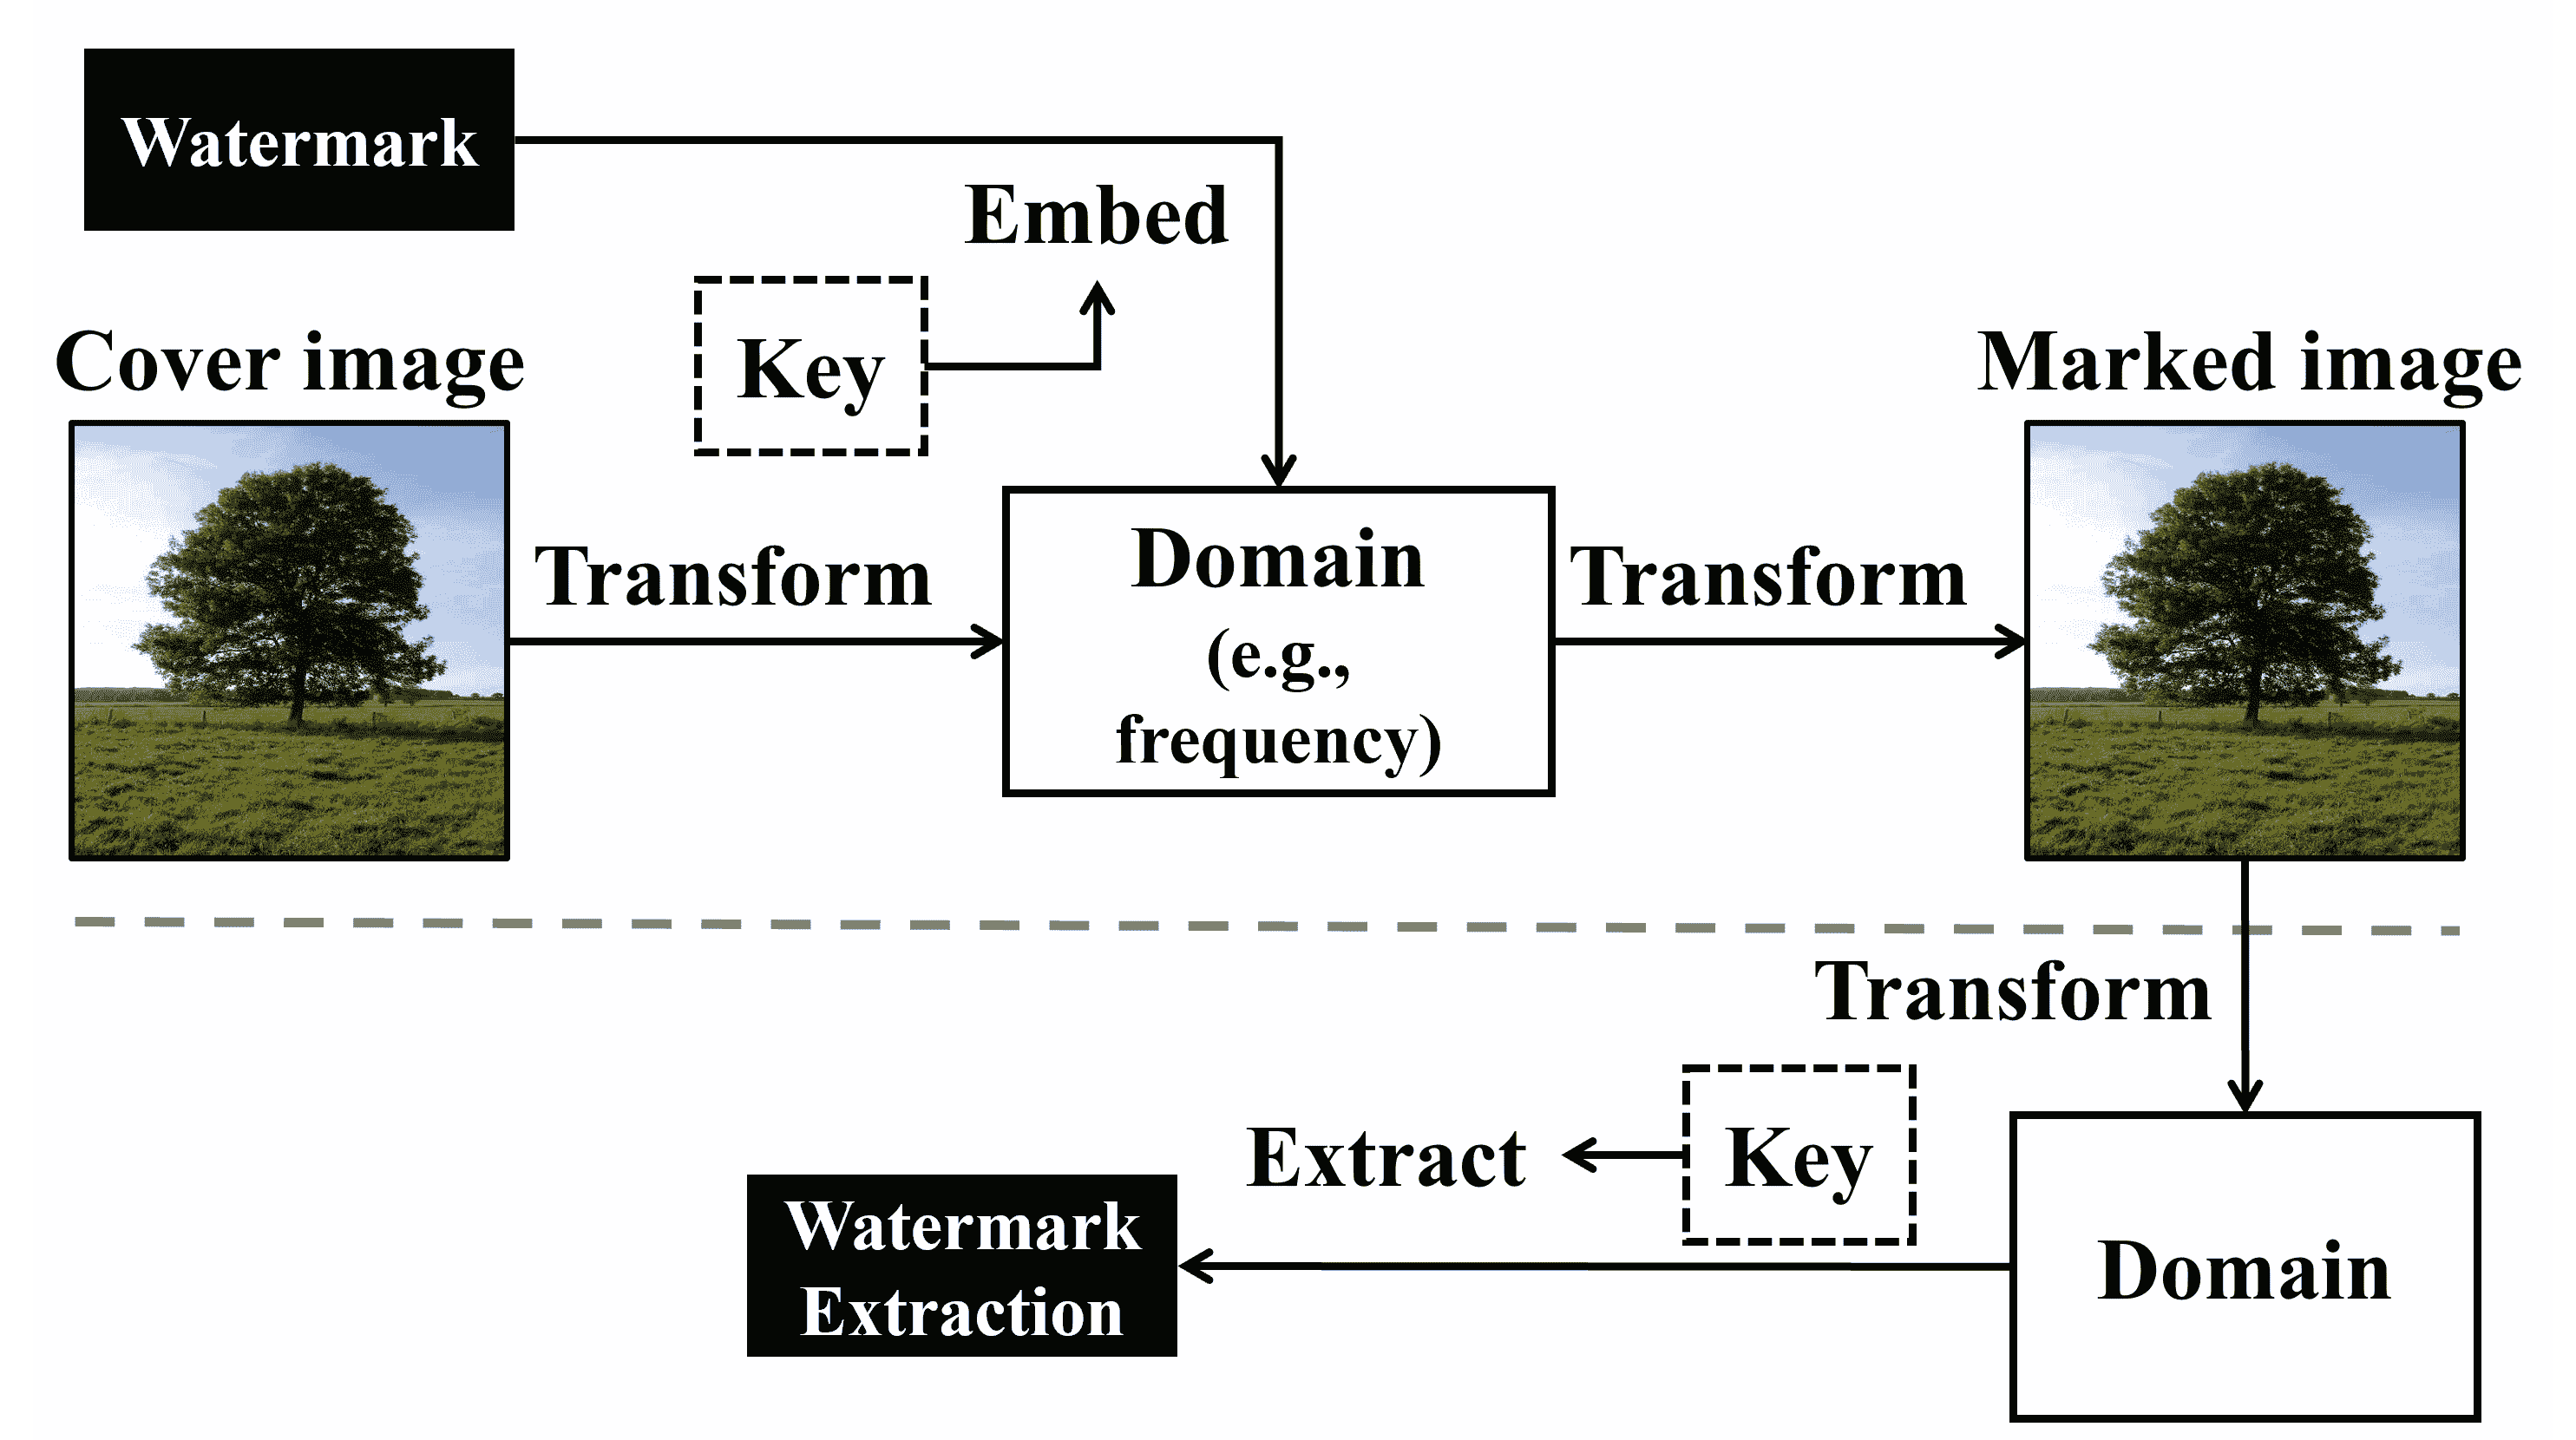 Watermark
Embed
Key
Cover image
Marked image
Transform
Domain
(e.g.,
frequency)
Transform
Transform
Key
Extract
Domain
Watermark
Extraction